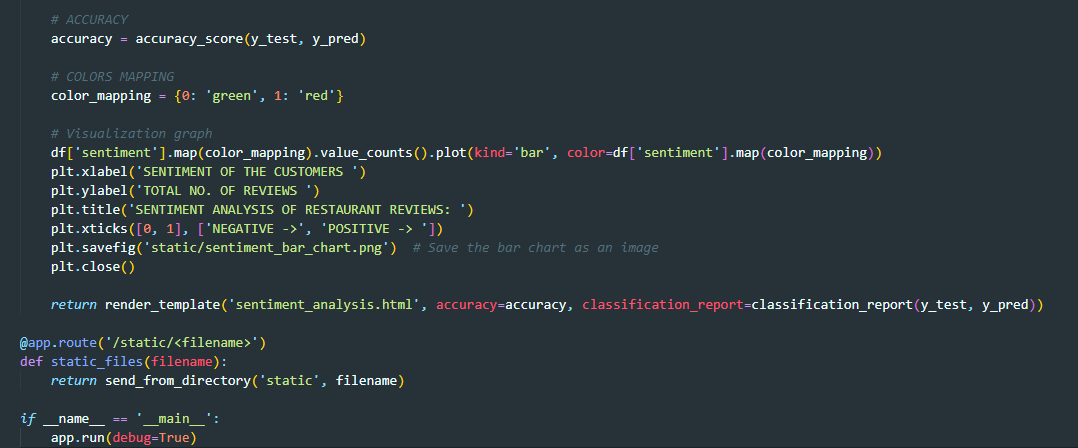 # ACCURACY
accuracy = accuracy_score(y_test, y_pred)
# COLORS MAPPING
color_mapping = {0: 'green', 1: 'red'}
# Visualization graph
df['sentiment'].map(color_mapping).value_counts().plot(kind='bar', color=df['sentiment'].map(color_mapping))
plt.xlabel('SENTIMENT OF THE CUSTOMERS ')
plt.ylabel('TOTAL NO. OF REVIEWS ')
plt.title('SENTIMENT ANALYSIS OF RESTAURANT REVIEWS: ')
plt.xticks([0, 1], ['NEGATIVE ->', 'POSITIVE -> '])
plt.savefig('static/sentiment_bar_chart.png')  # Save the bar chart as an image
plt.close()
return render_template('sentiment_analysis.html', accuracy=accuracy, classification_report=classification_report(y_test, y_pred))
@app.route('/static/<filename>')
def static_files(filename):
return send_from_directory('static', filename)
if __name__ == '__main__':
app.run(debug=True)